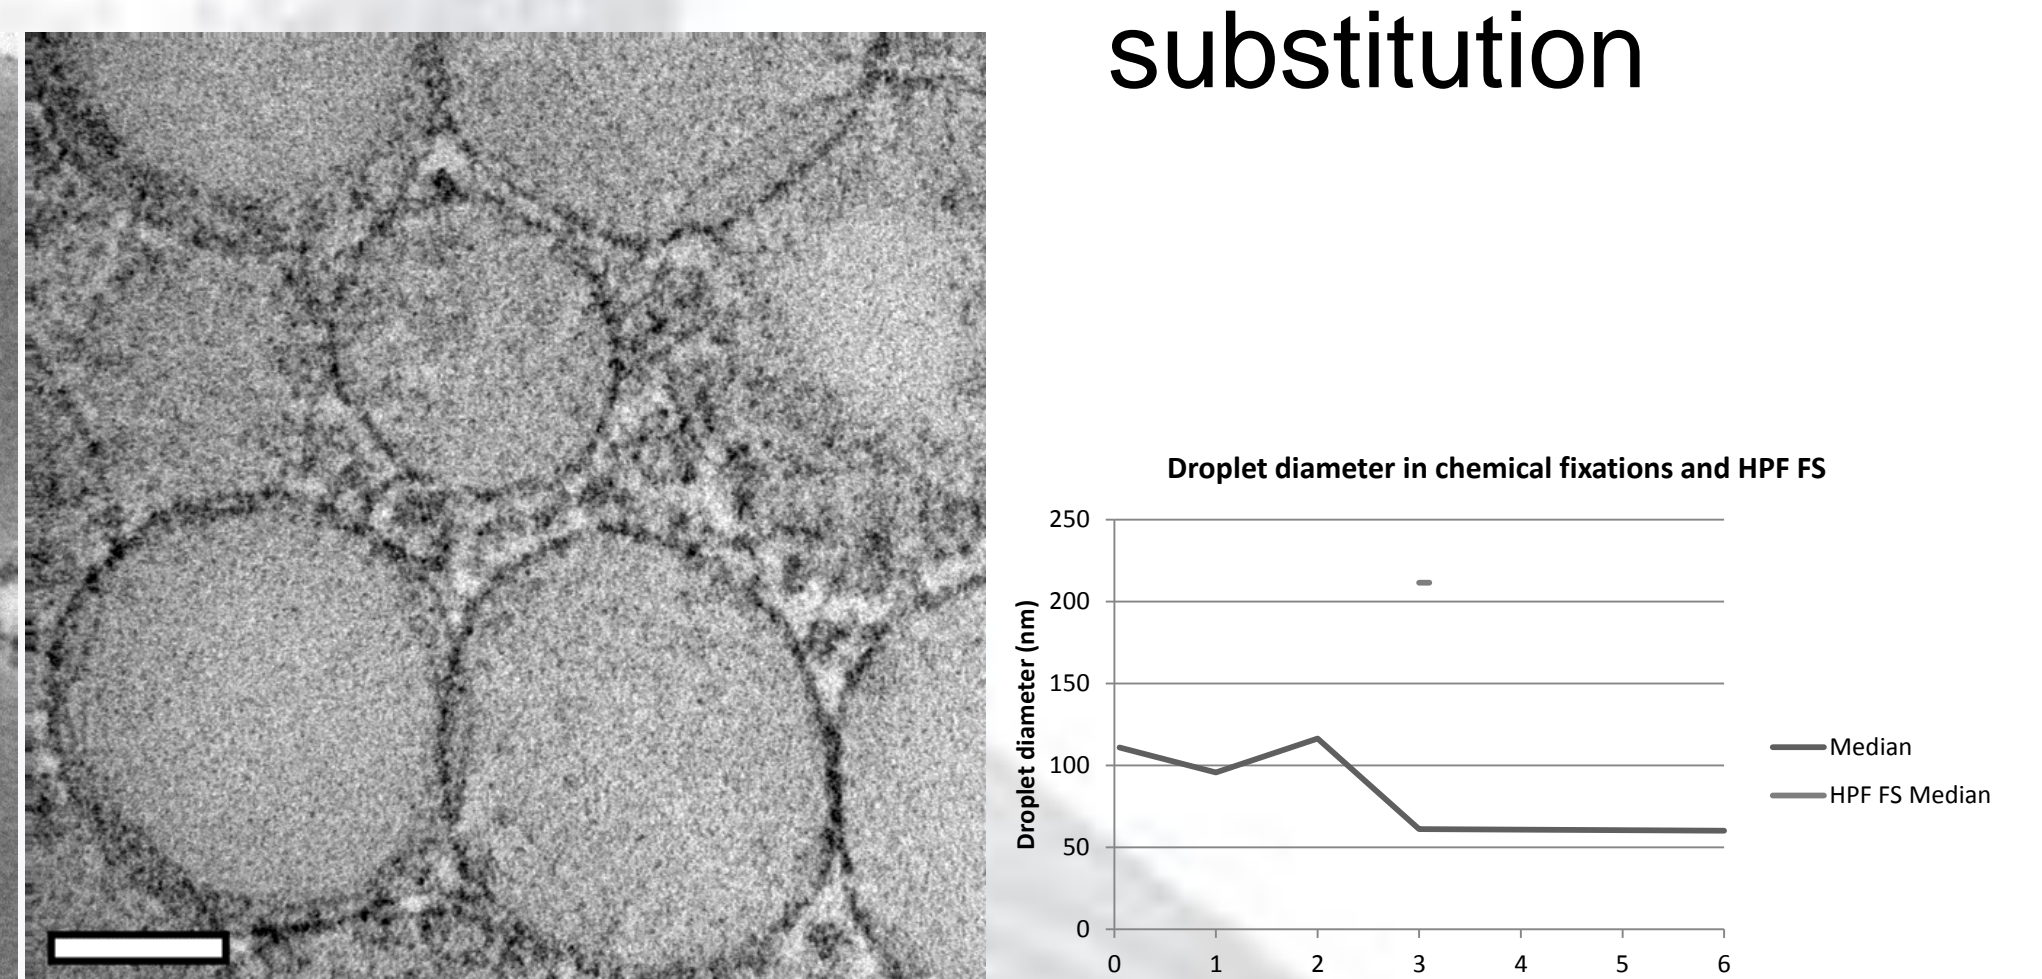 substitution
Droplet diameter in chemical fixations and HPF FS
Droplet diameter (nm)
250
200
150
100
50
0
0 1 2 3 4 5 6
Median
HPF FS Median